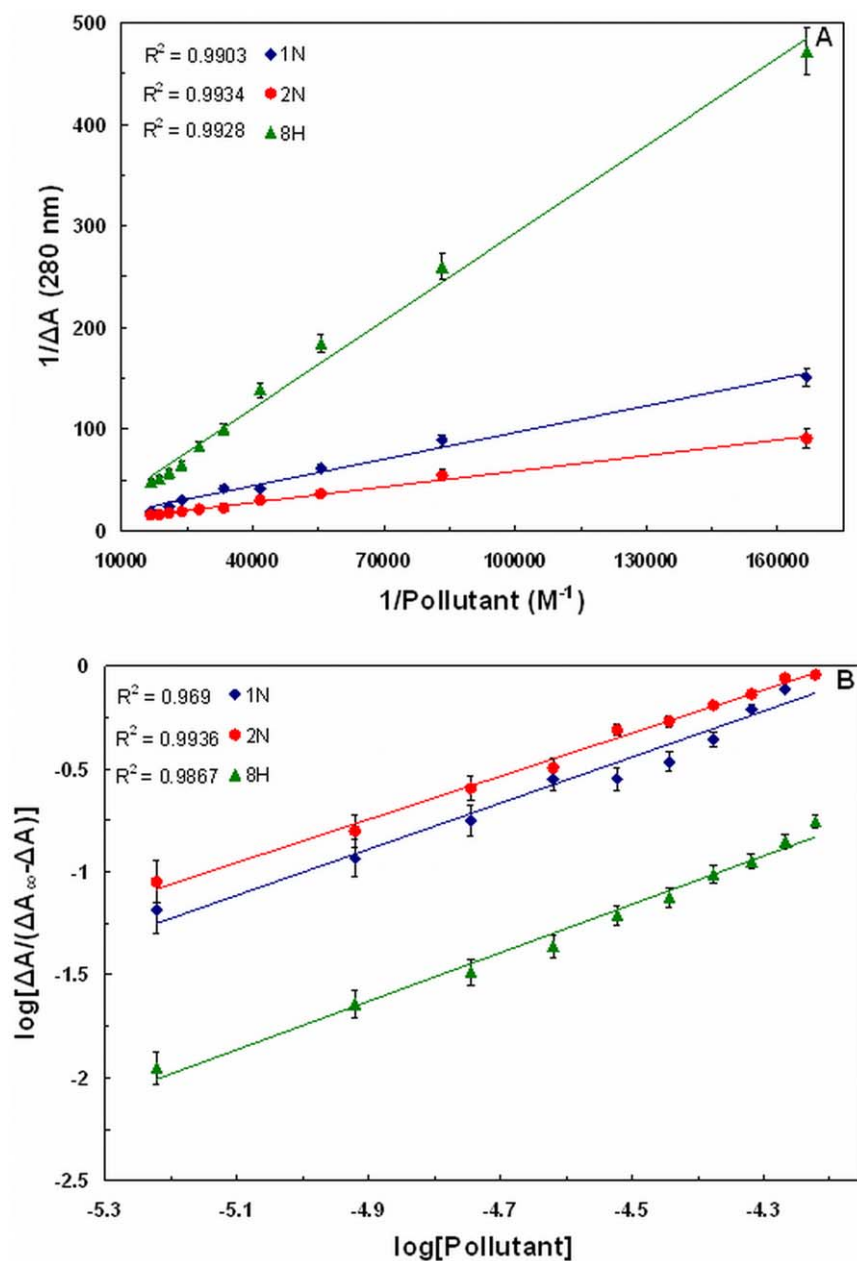 A
R² = 0.9903 1N
R² = 0.9934 2N
R² = 0.9928 8H
500
400
300
200
100
0
1/ΔA (280 nm)
10000 40000 70000 100000 130000 160000
1/Pollutant (M⁻¹)
B
R² = 0.969 1N
R² = 0.9936 2N
R² = 0.9867 8H
0
-0.5
-1
-1.5
-2
-2.5
log[ΔA/(ΔA∞-ΔA)]
-5.3 -5.1 -4.9 -4.7 -4.5 -4.3
log[Pollutant]